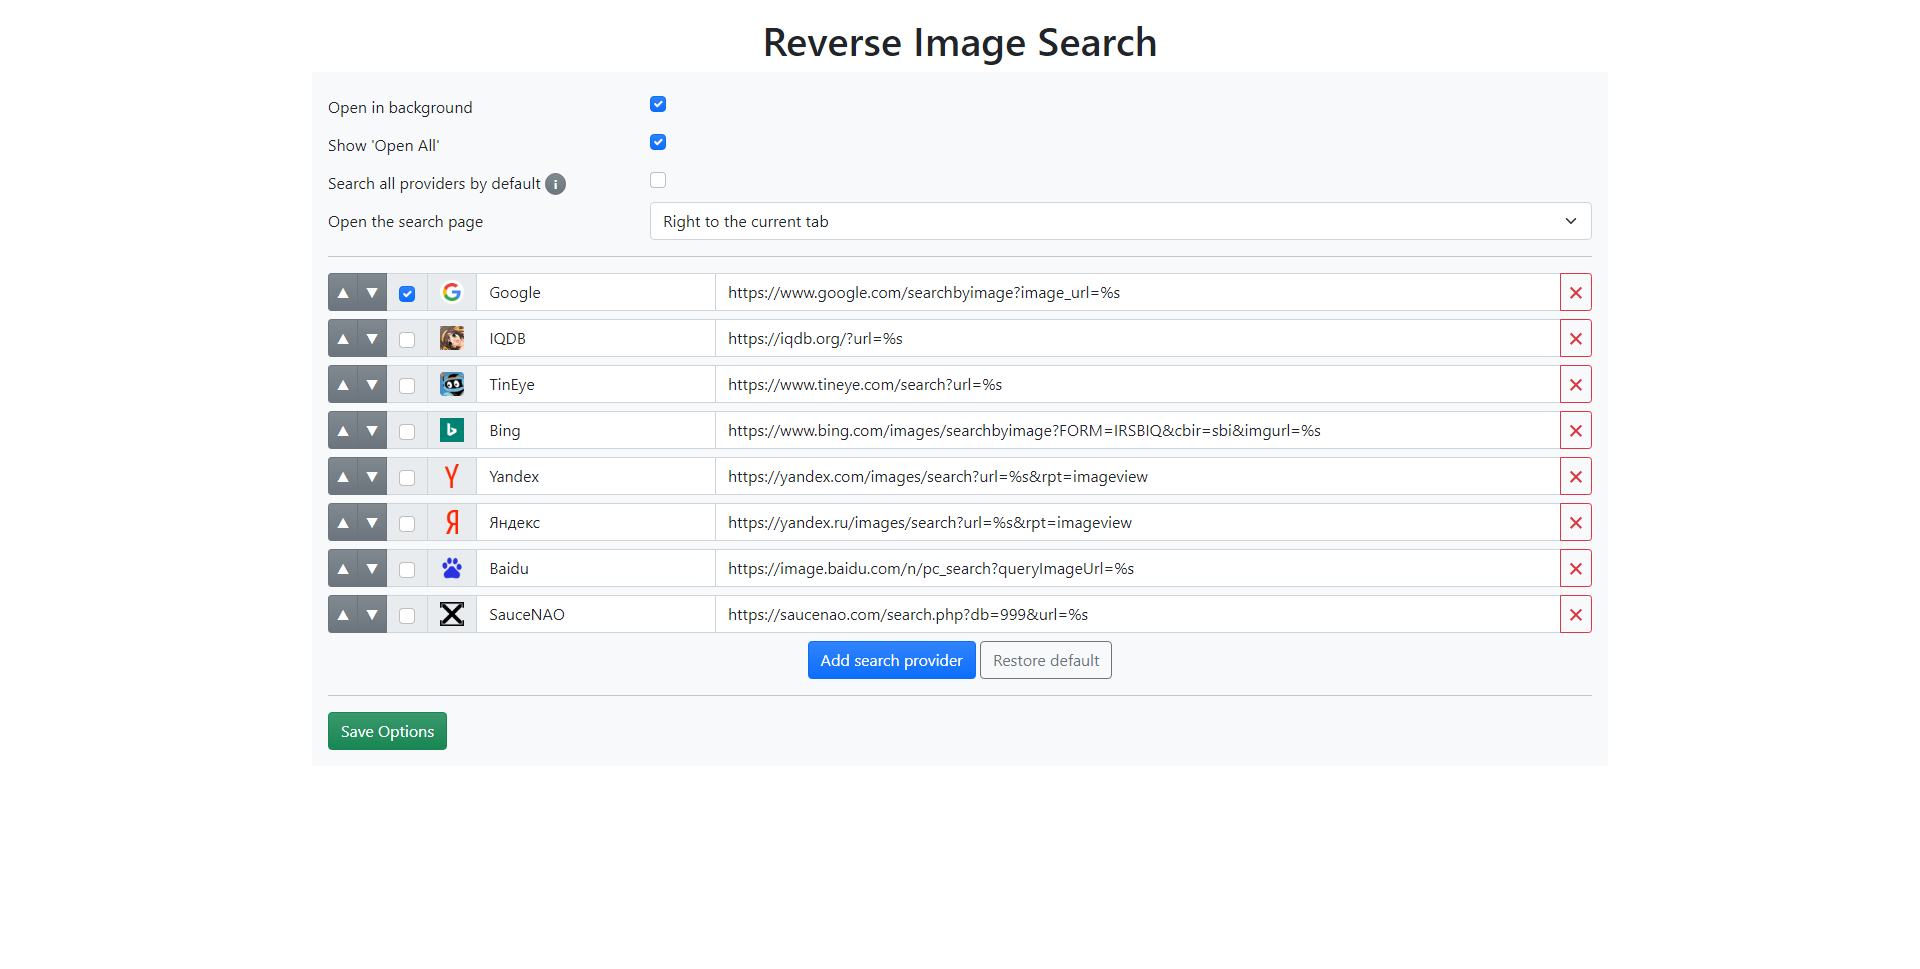 Reverse Image Search
Open in background
Show 'Open All'
Search all providers by default i
Open the search page Right to the current tab
Google https://www.google.com/searchbyimage?image_url=%s
IQDB https://iqdb.org/?url=%s
TinEye https://www.tineye.com/search?url=%s
Bing https://www.bing.com/images/searchbyimage?FORM=IRSBIQ&cbir=sbi&imgurl=%s
Yandex https://yandex.com/images/search?url=%s&rpt=imageview
Яндекс https://yandex.ru/images/search?url=%s&rpt=imageview
Baidu https://image.baidu.com/n/pc_search?queryImageUrl=%s
SauceNAO https://saucenao.com/search.php?db=999&url=%s
Add search provider Restore default
Save Options